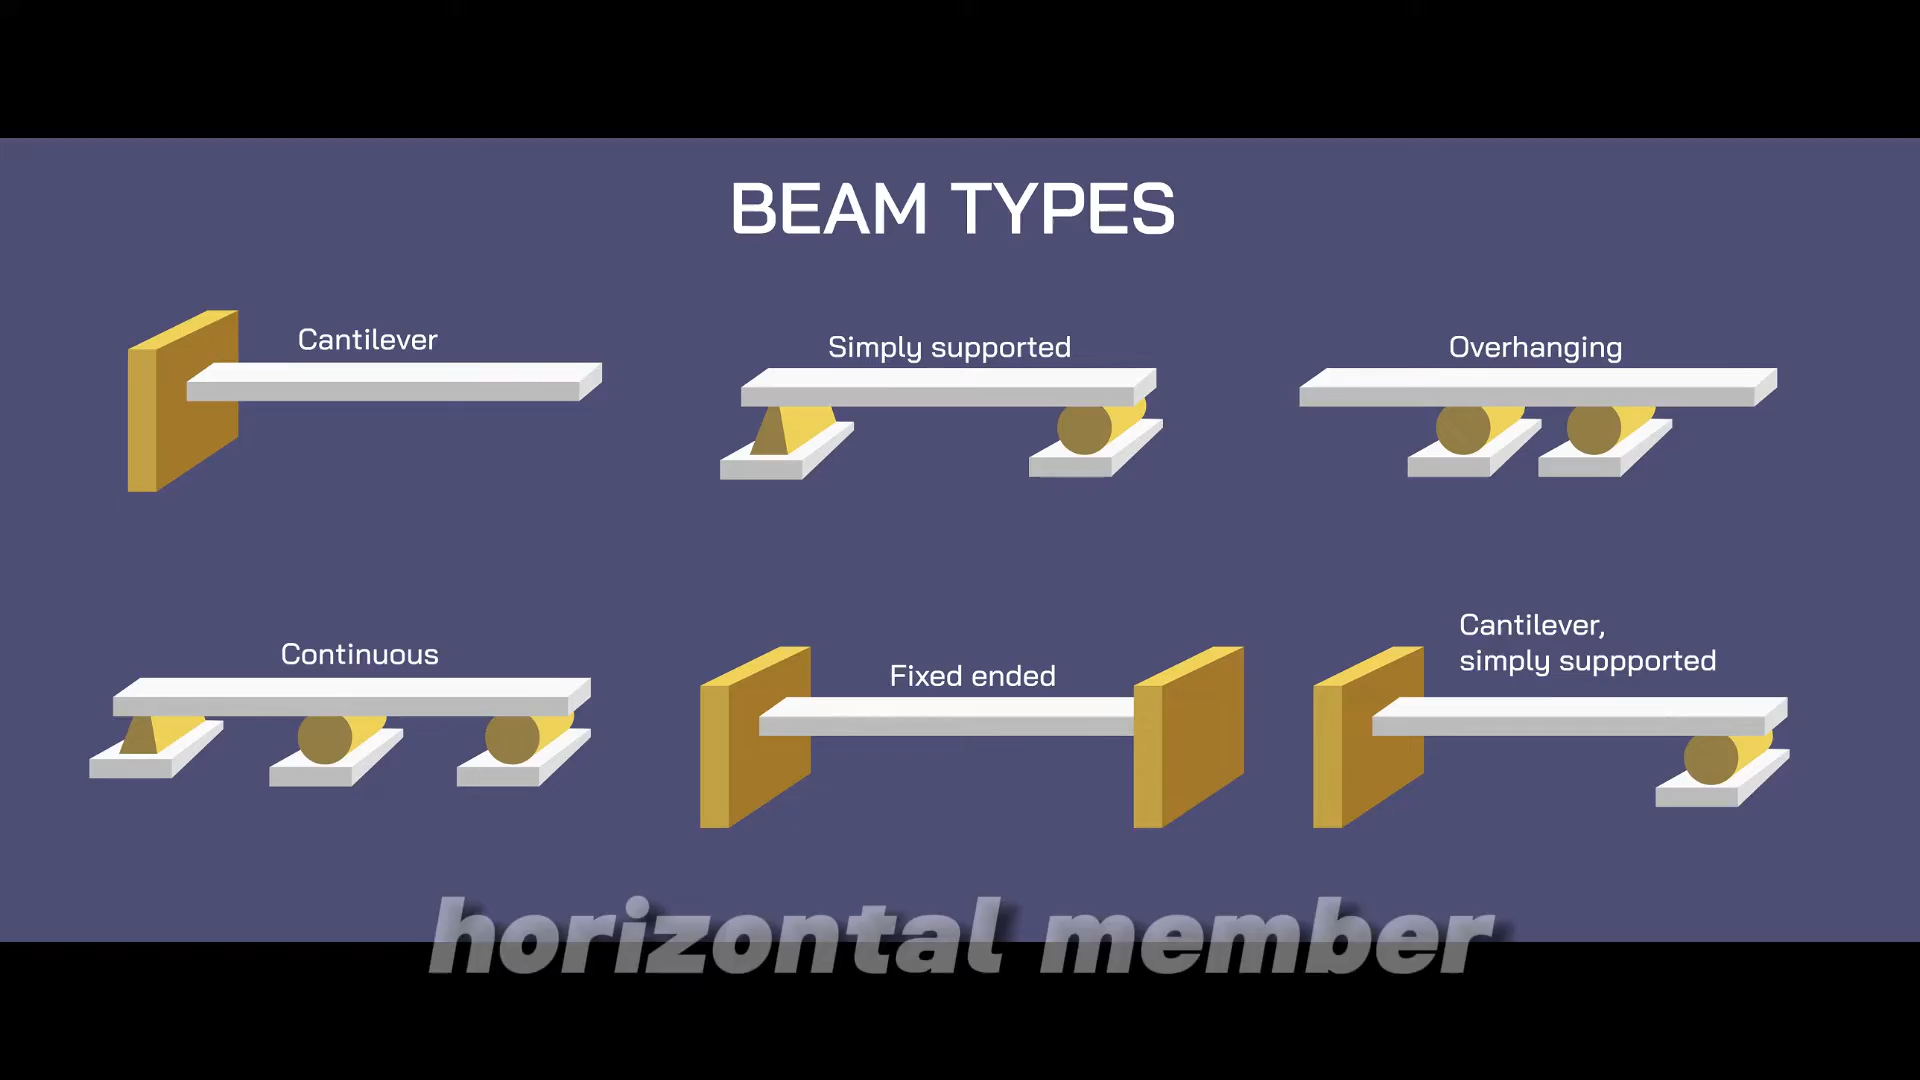 BEAM TYPES
Cantilever
Simply supported
Overhanging
Continuous
Fixed ended
Cantilever,
simply suppported
horizontal member